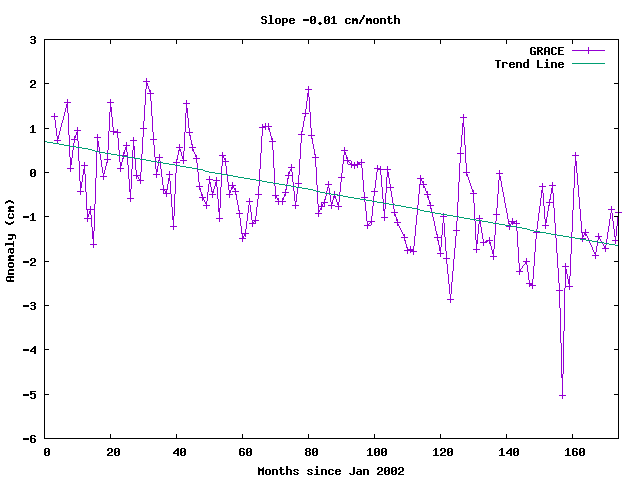 Slope -0.01 cm/month
GRACE
Trend Line
3
2
1
0
-1
-2
-3
-4
-5
-6
Anomaly (cm)
0 20 40 60 80 100 120 140 160
Months since Jan 2002